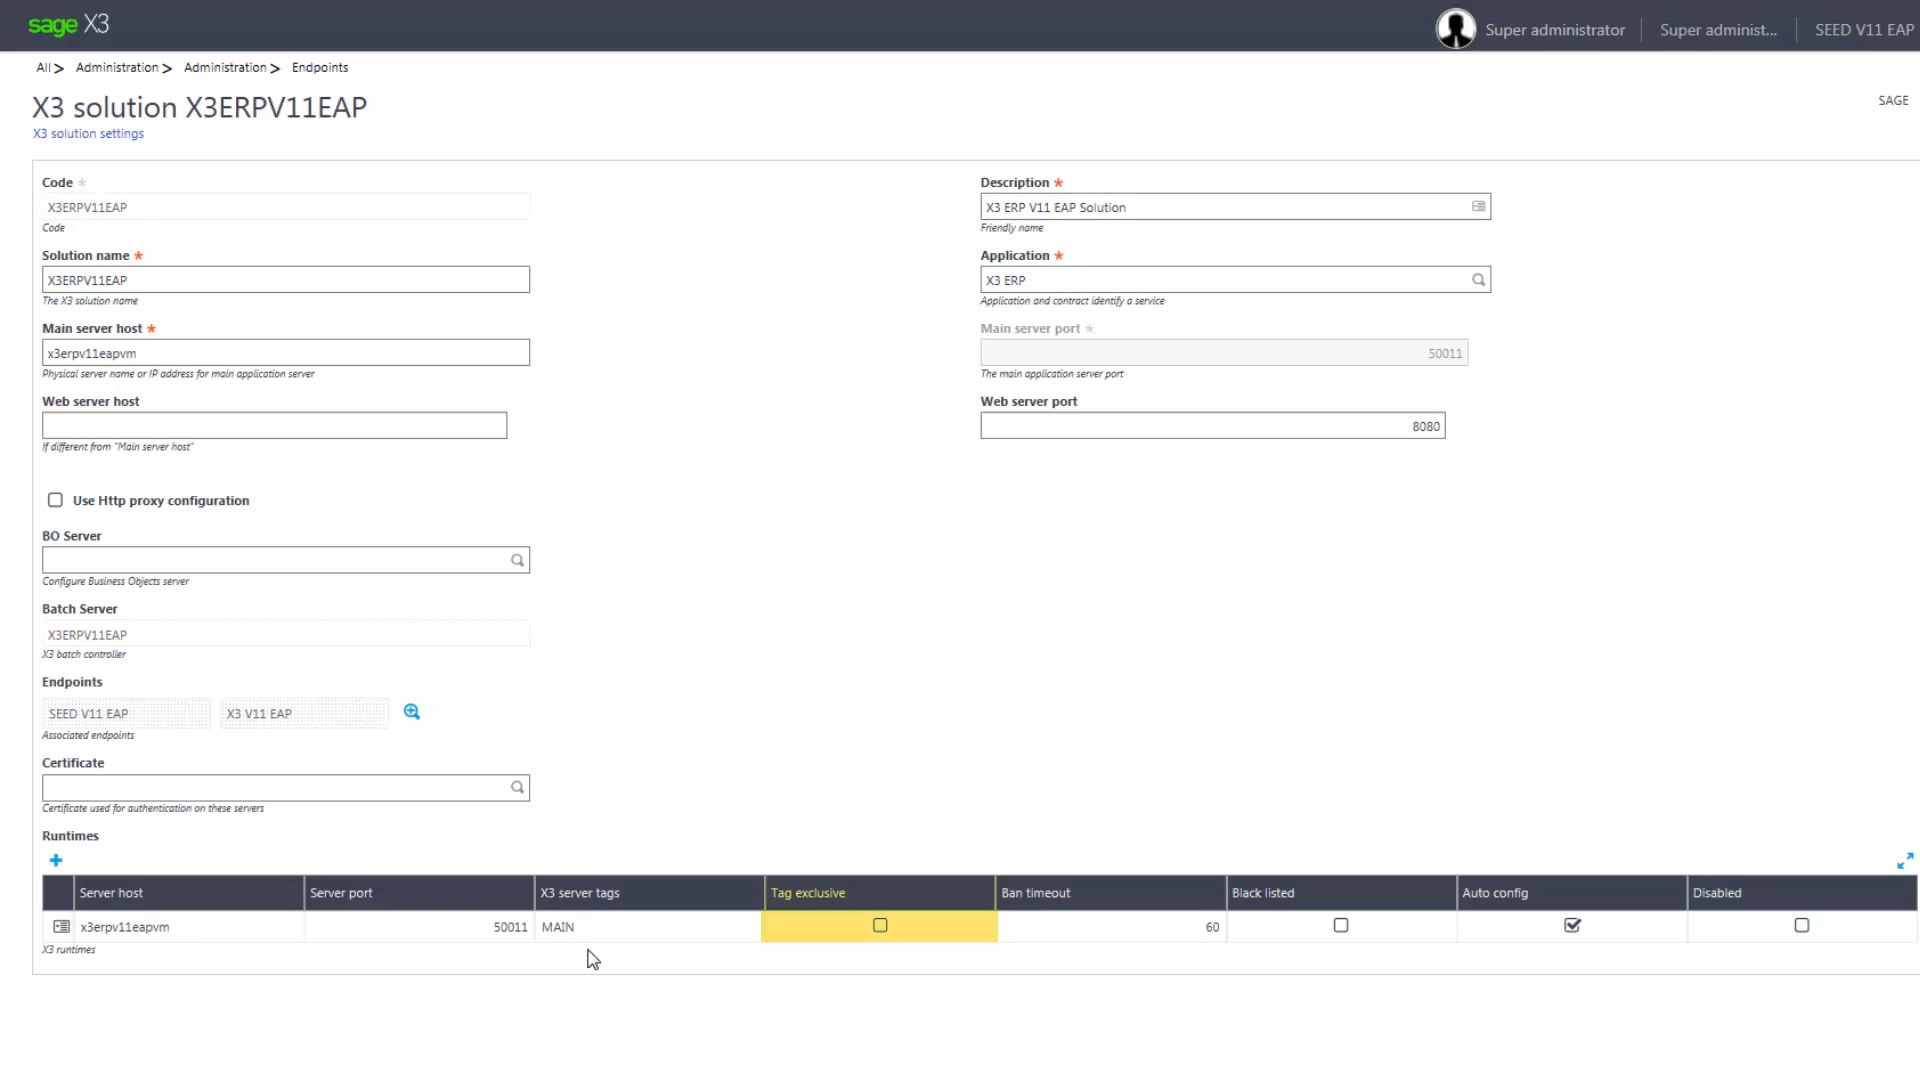 sage X3
Super administrator
Super administ...
SEED V11 EAP
All > Administration > Administration > Endpoints
X3 solution X3ERPV11EAP
SAGE
X3 solution settings
Code *
X3ERPV11EAP
Code
Description *
X3 ERP V11 EAP Solution
Friendly name
Solution name *
X3ERPV11EAP
The X3 solution name
Application *
X3 ERP
Application and contract identify a service
Main server host *
x3erpv11eapvm
Physical server name or IP address for main application server
Main server port *
50011
The main application server port
Web server host
If different from "Main server host"
Web server port
8080
Use Http proxy configuration
BO Server
Configure Business Objects server
Batch Server
X3ERPV11EAP
X3 batch controller
Endpoints
SEED V11 EAP X3 V11 EAP
Associated endpoints
Certificate
Certificate used for authentication on these servers
Runtimes
Server host Server port X3 server tags Tag exclusive Ban timeout Black listed Auto config Disabled
x3erpv11eapvm 50011 MAIN 60
X3 runtimes